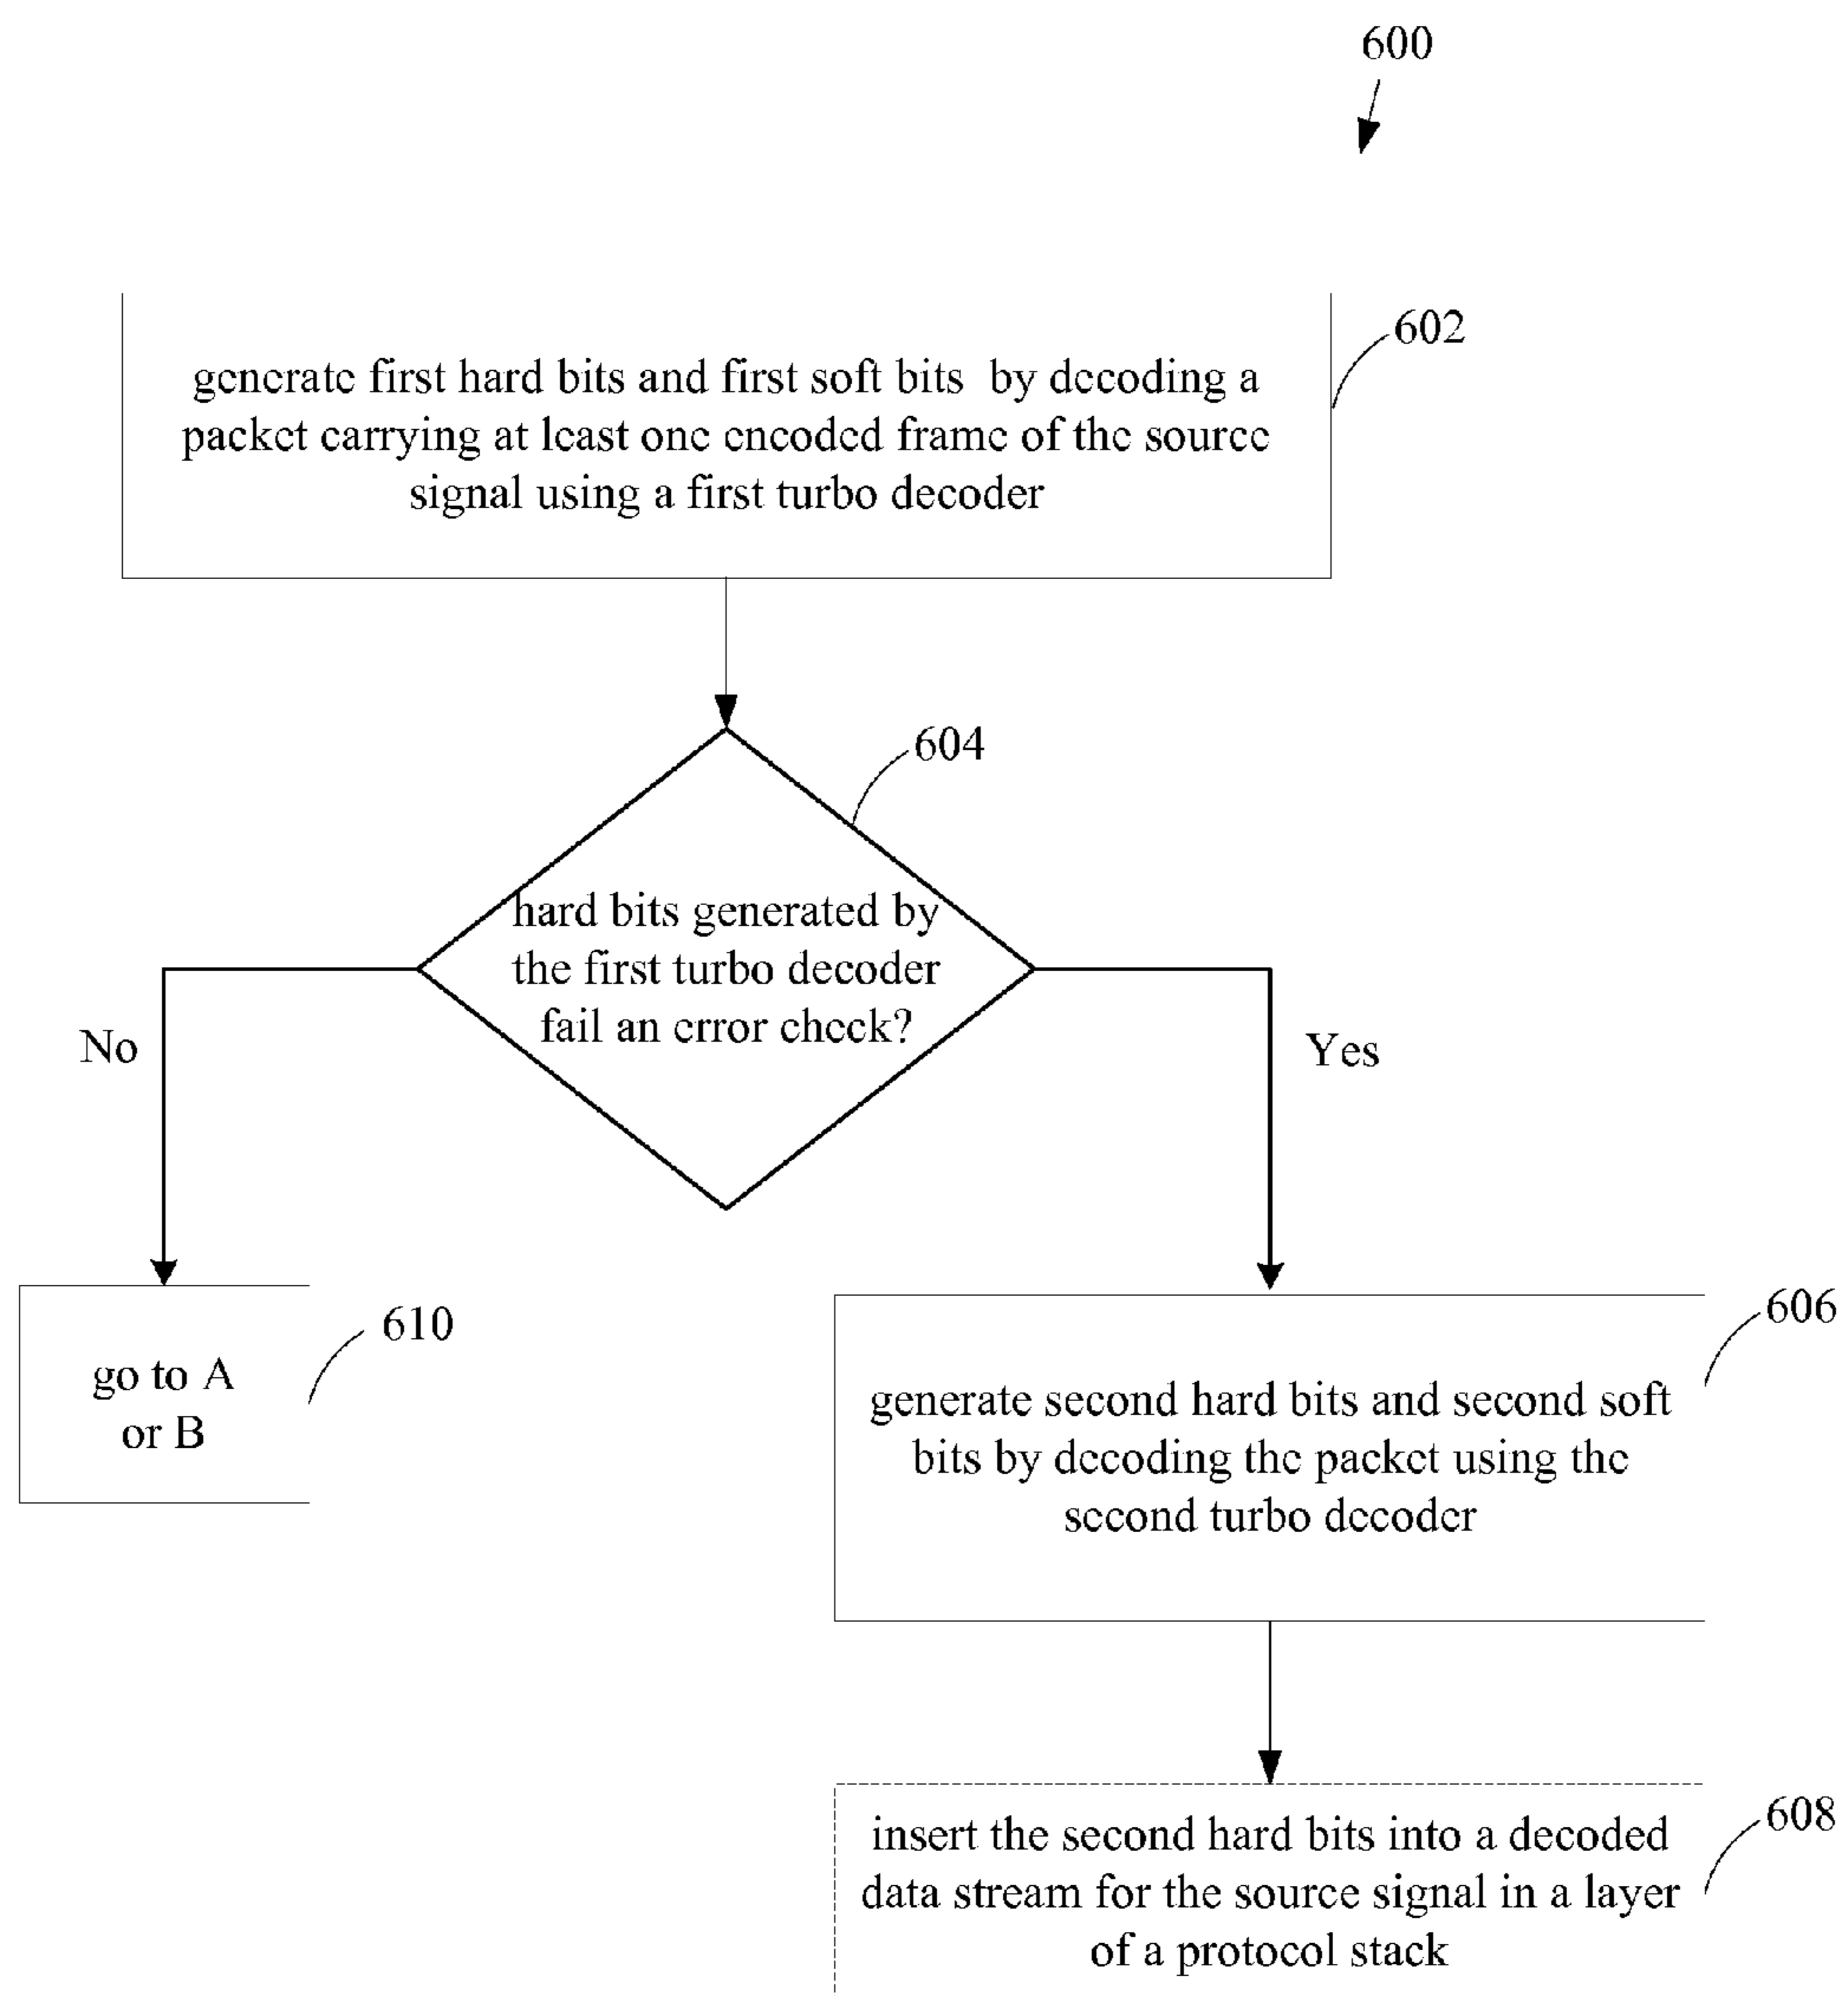 600
602
generate first hard bits and first soft bits by decoding a
packet carrying at least one encoded frame of the source
signal using a first turbo decoder
604
hard bits generated by
the first turbo decoder
fail an error check?
No
Yes
610
go to A
or B
606
generate second hard bits and second soft
bits by decoding the packet using the
second turbo decoder
608
insert the second hard bits into a decoded
data stream for the source signal in a layer
of a protocol stack